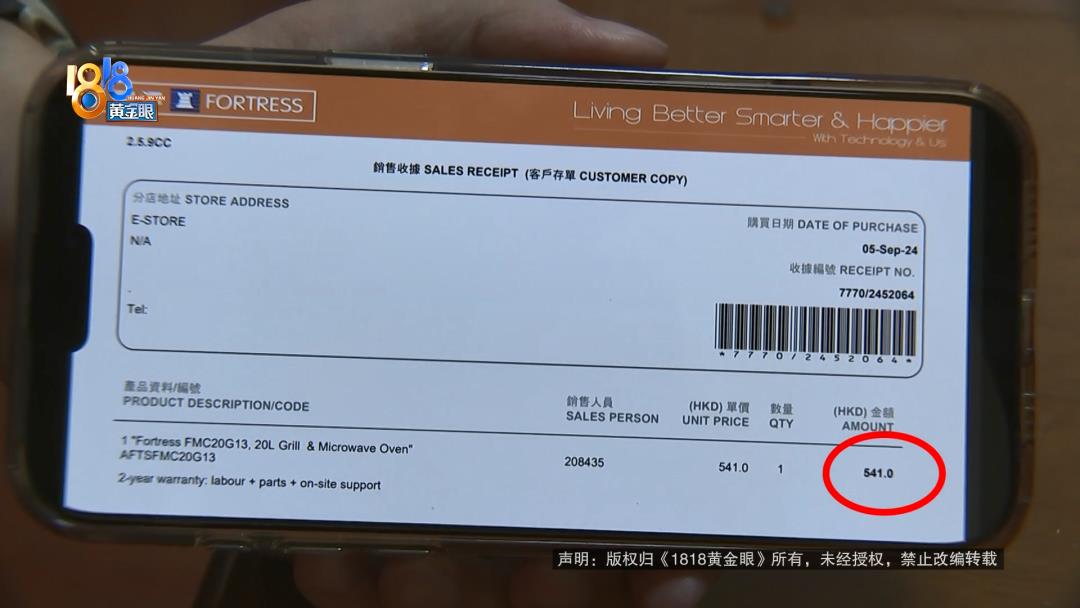 1818
HUANG JIN YAN
黄金眼
FORTRESS
Living Better Smarter & Happier
With Technology & Us
2.5.9CC
銷售收據 SALES RECEIPT (客戶存單 CUSTOMER COPY)
分店地址 STORE ADDRESS
E-STORE
N/A
-
Tel:
購買日期 DATE OF PURCHASE
05-Sep-24
收據編號 RECEIPT NO.
7770/2452064
*7770/2452064*
產品資料/編號
PRODUCT DESCRIPTION/CODE
銷售人員
SALES PERSON
(HKD) 單價
UNIT PRICE
數量
QTY
(HKD) 金額
AMOUNT
1 "Fortress FMC20G13, 20L Grill & Microwave Oven"
AFTSFMC20G13
208435
541.0
1
541.0
2-year warranty: labour + parts + on-site support
声明：版权归《1818黄金眼》所有，未经授权，禁止改编转载